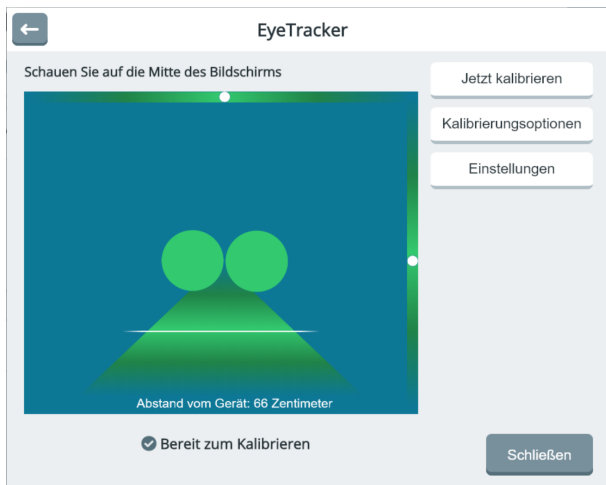 EyeTracker
Schauen Sie auf die Mitte des Bildschirms
Jetzt kalibrieren
Kalibrierungsoptionen
Einstellungen
Abstand vom Gerät: 66 Zentimeter
Bereit zum Kalibrieren
Schließen